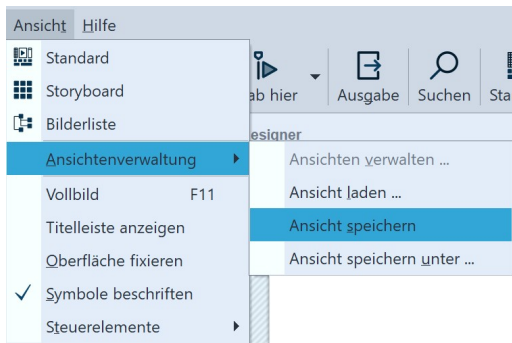 Ansicht Hilfe
Standard
Storyboard
Bilderliste
ab hier Ausgabe Suchen Sta
esigner
Ansichtenverwaltung
Ansichten verwalten ...
Vollbild F11
Ansicht laden ...
Titelleiste anzeigen
Ansicht speichern
Oberfläche fixieren
Ansicht speichern unter ...
Symbole beschriften
Steuerelemente